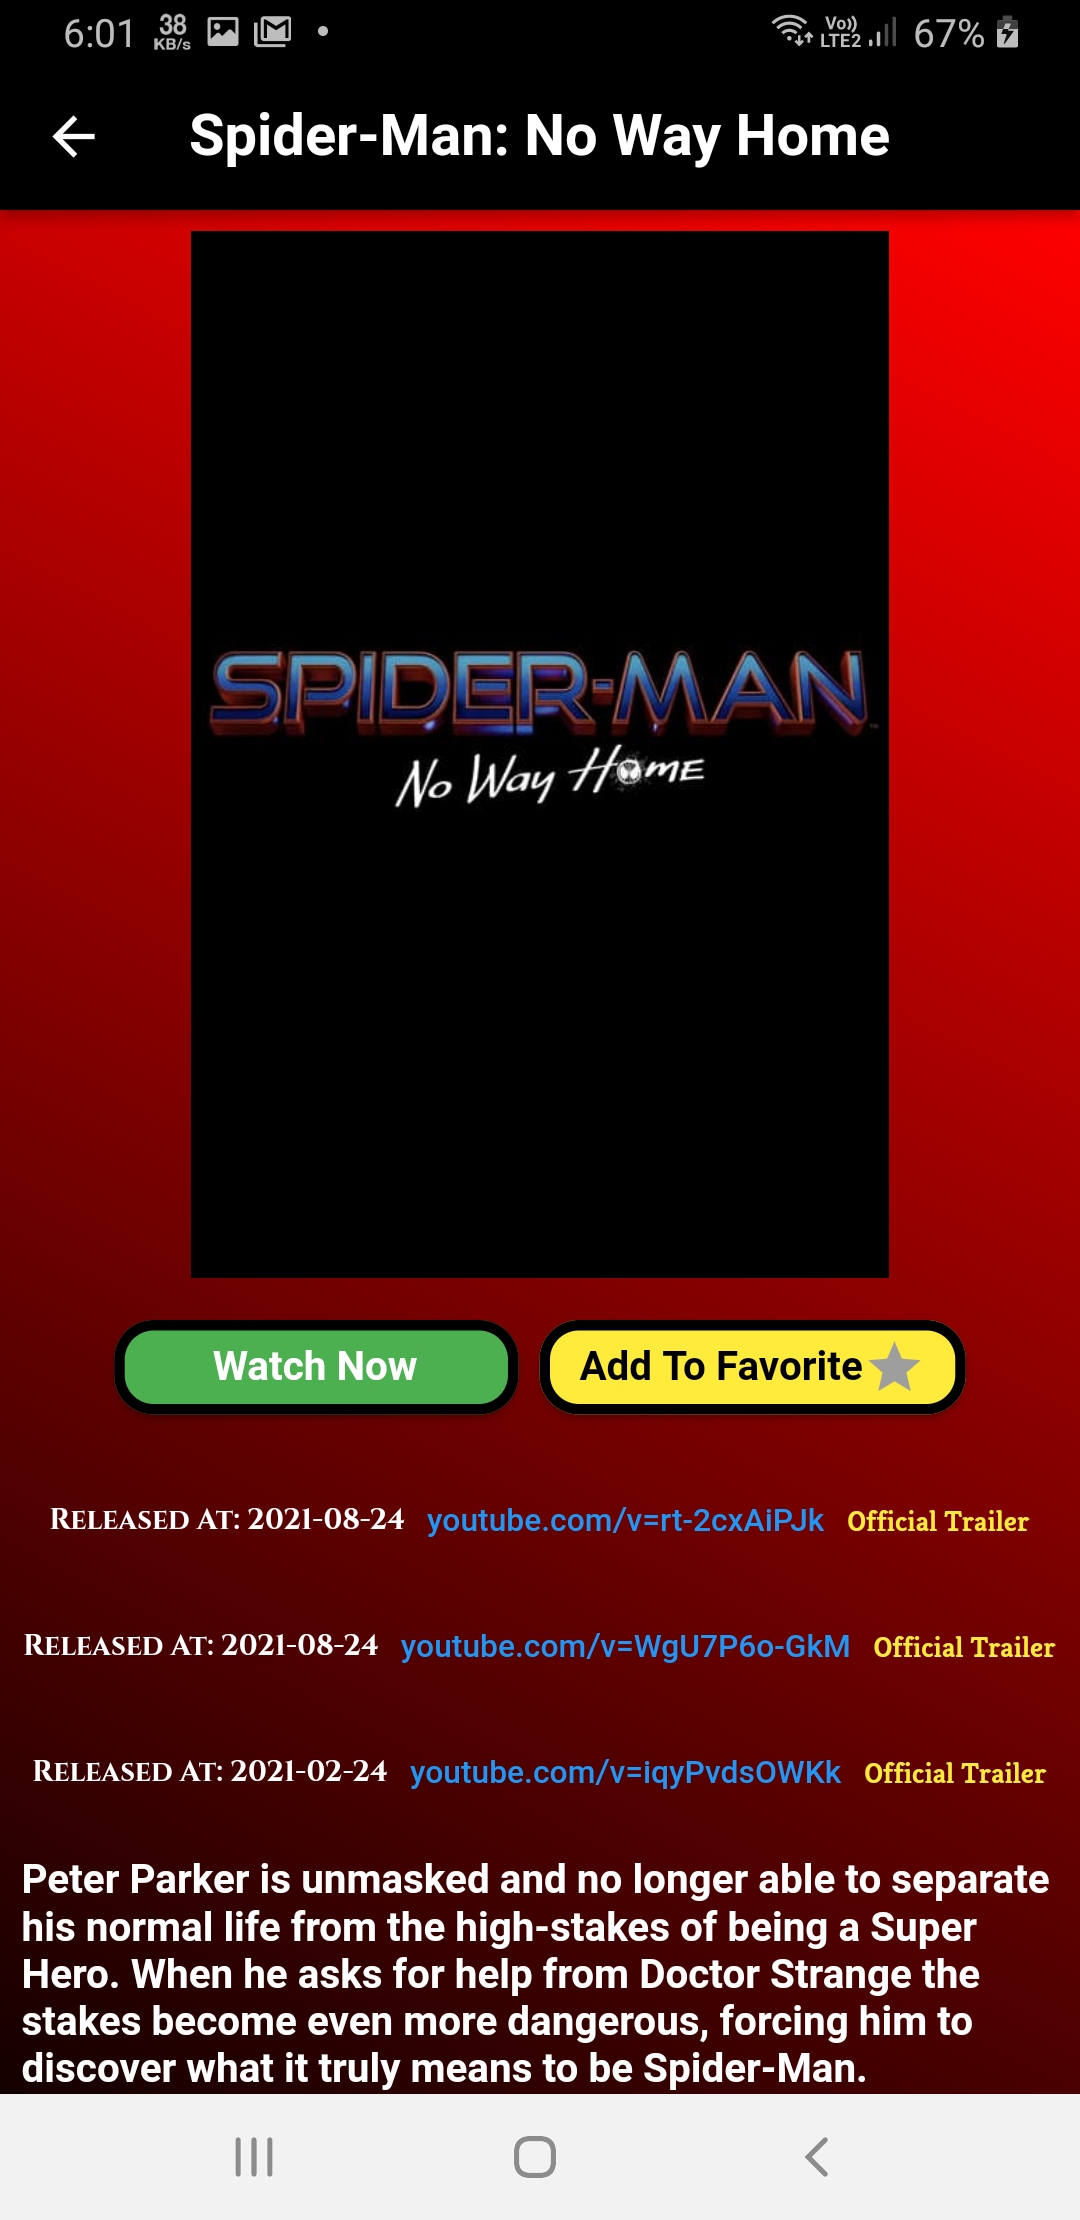 6:01 38 KB/s Vo)) LTE2 67%
Spider-Man: No Way Home
SPIDER-MAN
No Way Home
Watch Now
Add To Favorite
Released At: 2021-08-24 youtube.com/v=rt-2cxAiPJk Official Trailer
Released At: 2021-08-24 youtube.com/v=WgU7P6o-GkM Official Trailer
Released At: 2021-02-24 youtube.com/v=iqyPvdsOWKk Official Trailer
Peter Parker is unmasked and no longer able to separate
his normal life from the high-stakes of being a Super
Hero. When he asks for help from Doctor Strange the
stakes become even more dangerous, forcing him to
discover what it truly means to be Spider-Man.